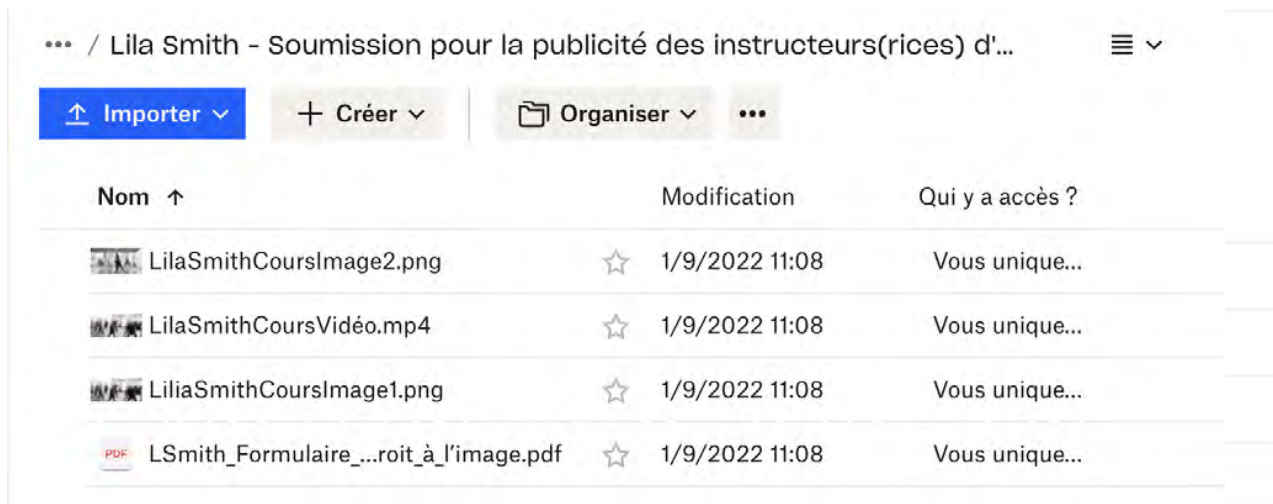 ... / Lila Smith - Soumission pour la publicité des instructeurs(rices) d'...
Importer + Créer Organiser ...
Nom ↑ Modification Qui y a accès ?
LilaSmithCoursImage2.png 1/9/2022 11:08 Vous unique...
LilaSmithCoursVidéo.mp4 1/9/2022 11:08 Vous unique...
LiliaSmithCoursImage1.png 1/9/2022 11:08 Vous unique...
PDF LSmith_Formulaire_...roit_à_l’image.pdf 1/9/2022 11:08 Vous unique...